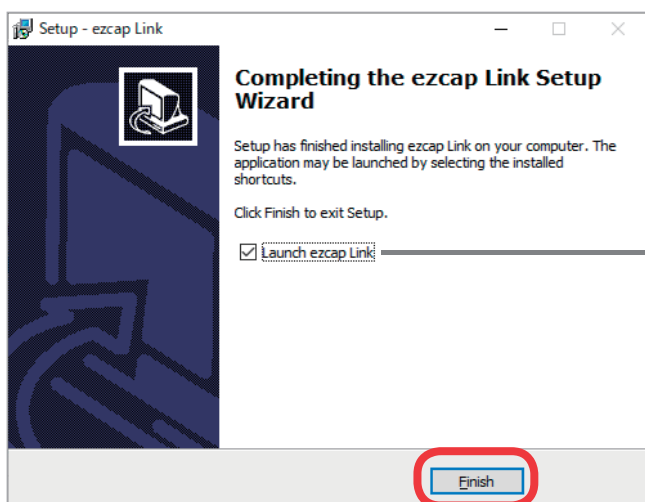 Setup - ezcap Link
Completing the ezcap Link Setup
Wizard
Setup has finished installing ezcap Link on your computer. The
application may be launched by selecting the installed
shortcuts.
Click Finish to exit Setup.
Launch ezcap Link
Finish